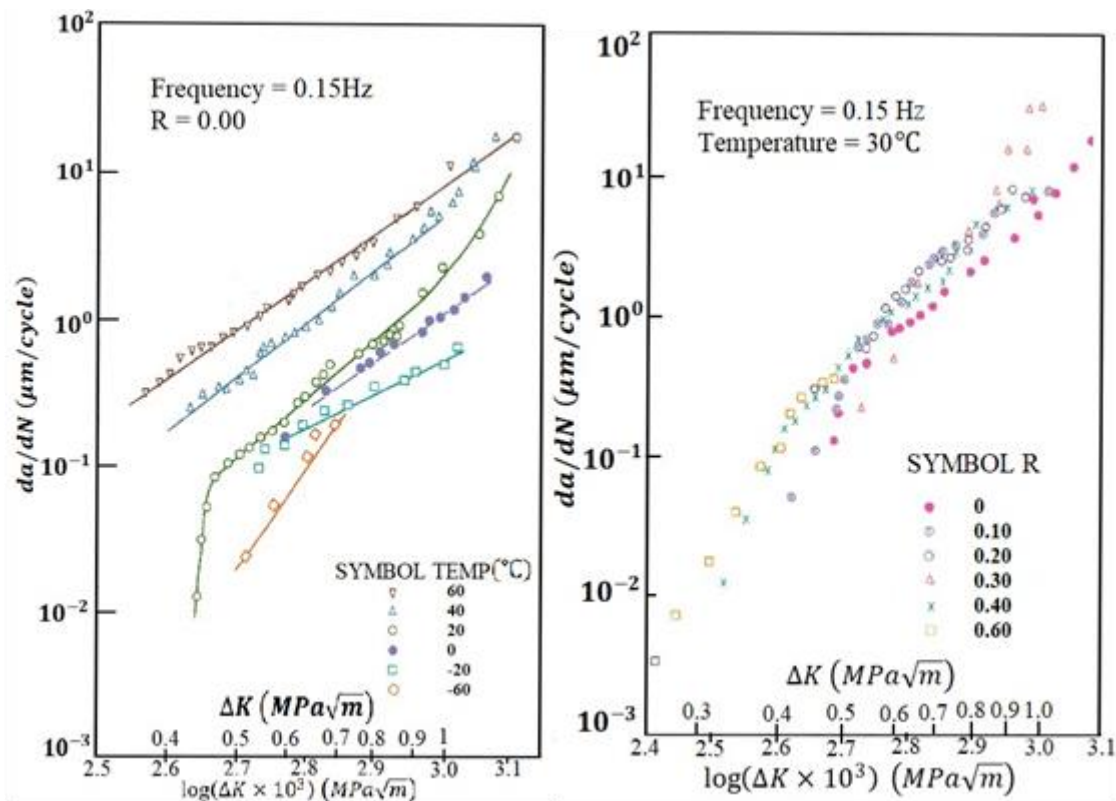 10²
Frequency = 0.15Hz
R = 0.00
10¹
10⁰
10⁻¹
10⁻²
10⁻³
da/dN (μm/cycle)
SYMBOL TEMP(°C)
60
40
20
0
-20
-60
ΔK (MPa√m)
0.4 0.5 0.6 0.7 0.8 0.9 1
2.5 2.6 2.7 2.8 2.9 3.0 3.1
log(ΔK × 10³) (MPa√m)
10²
Frequency = 0.15 Hz
Temperature = 30°C
10¹
10⁰
10⁻¹
10⁻²
10⁻³
da/dN (μm/cycle)
SYMBOL R
0
0.10
0.20
0.30
0.40
0.60
ΔK (MPa√m)
0.3 0.4 0.5 0.6 0.7 0.8 0.9 1.0
2.4 2.5 2.6 2.7 2.8 2.9 3.0 3.1
log(ΔK × 10³) (MPa√m)